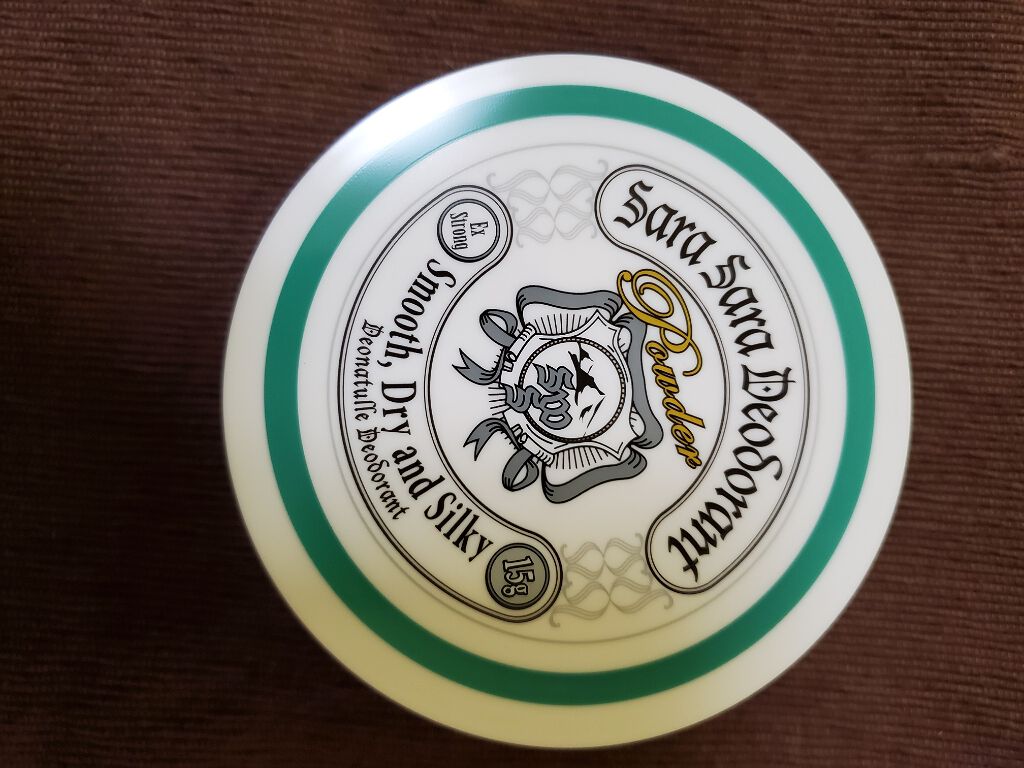 Sara Sara Deodorant
Powder
Ex
Strong
Smooth, Dry and Silky
15g
Deonatulle Deodorant